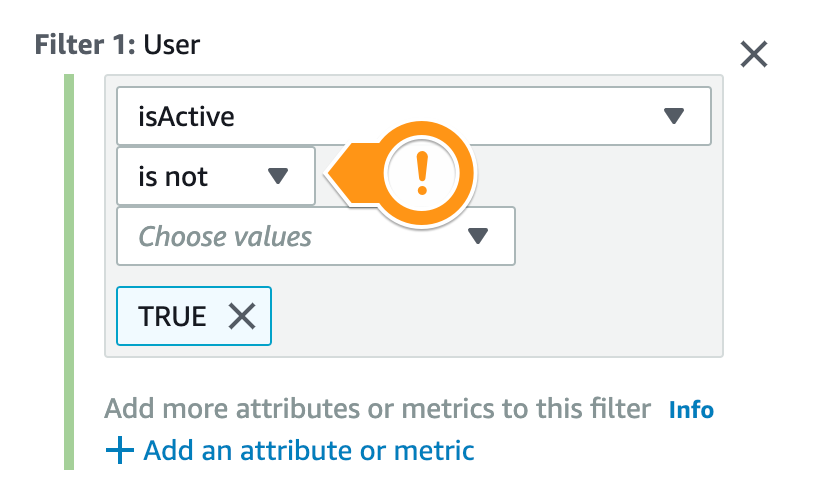 Filter 1: User
isActive
is not
!
Choose values
TRUE
Add more attributes or metrics to this filter Info
Add an attribute or metric